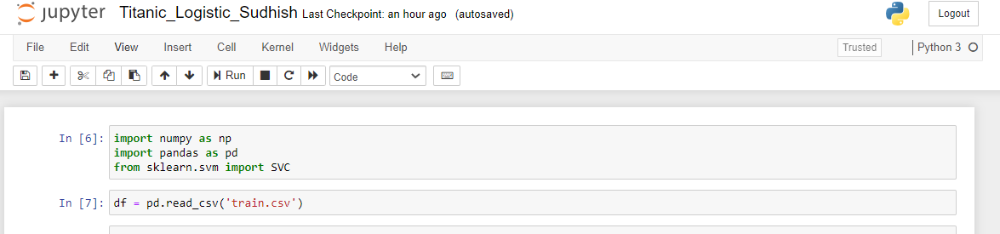 jupyter Titanic_Logistic_Sudhish Last Checkpoint: an hour ago (autosaved) Logout
File Edit View Insert Cell Kernel Widgets Help Trusted Python 3
Run Code
In [6]: import numpy as np
import pandas as pd
from sklearn.svm import SVC
In [7]: df = pd.read_csv('train.csv')